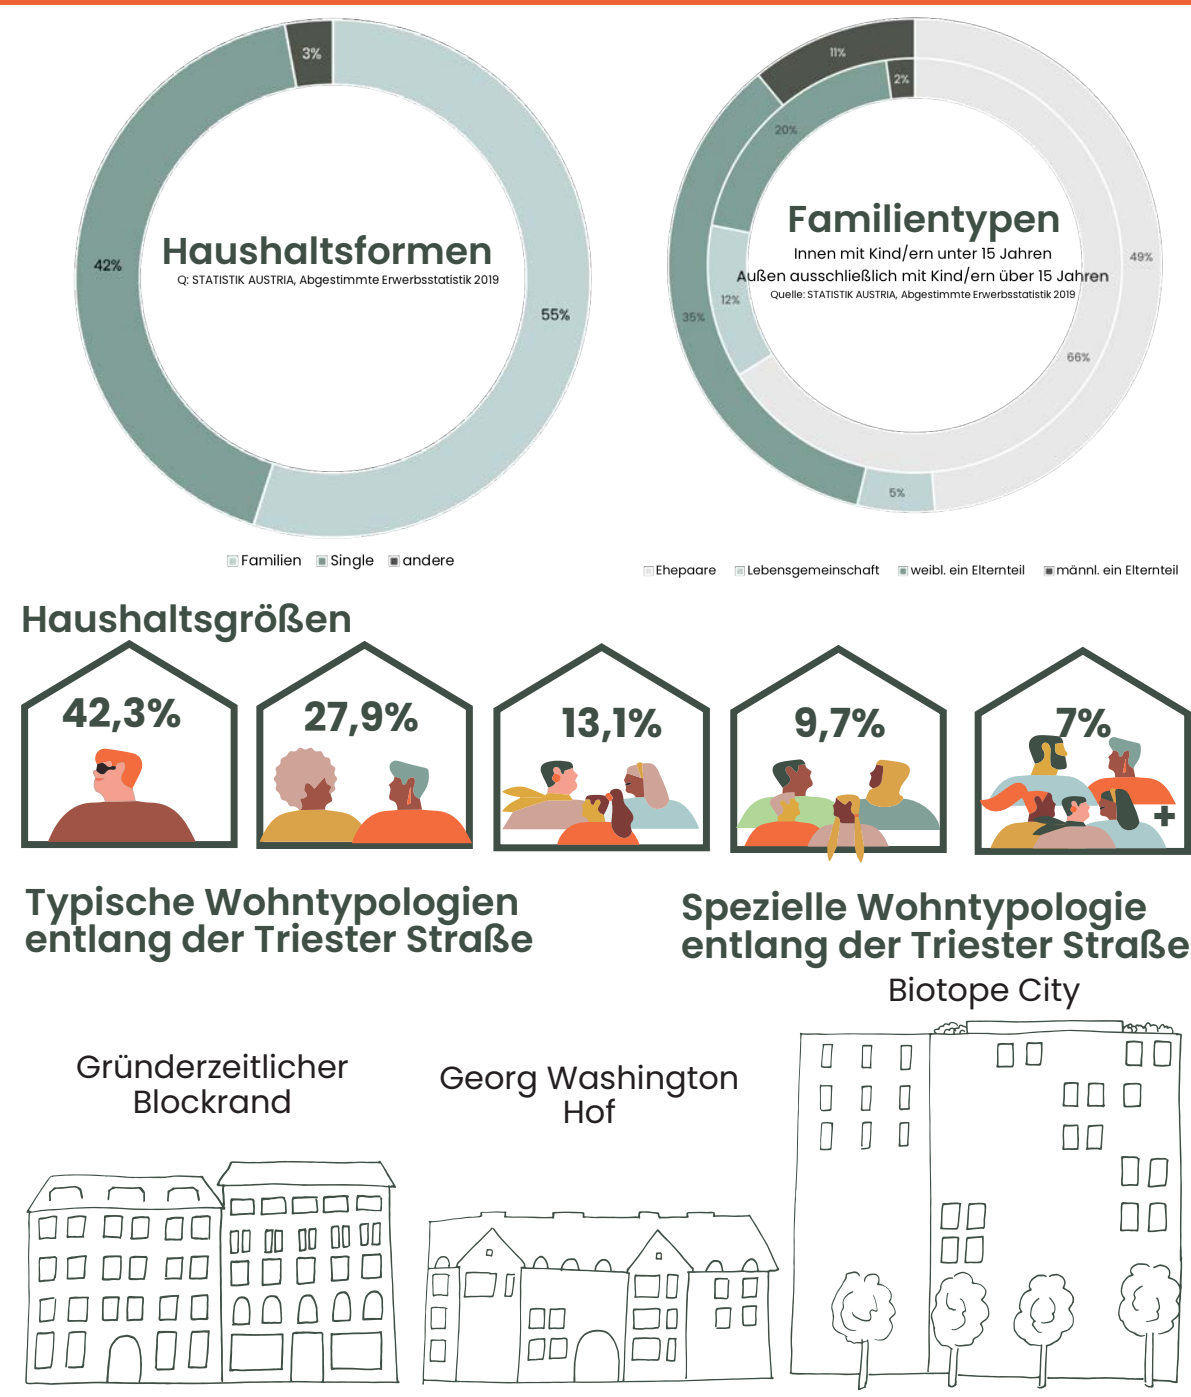 3%
42%
55%
Haushaltsformen
Q: STATISTIK AUSTRIA, Abgestimmte Erwerbsstatistik 2019
Familien Single andere
11%
2%
20%
49%
12%
35%
66%
5%
Familientypen
Innen mit Kind/ern unter 15 Jahren
Außen ausschließlich mit Kind/ern über 15 Jahren
Quelle: STATISTIK AUSTRIA, Abgestimmte Erwerbsstatistik 2019
Ehepaare Lebensgemeinschaft weibl. ein Elternteil männl. ein Elternteil
Haushaltsgrößen
42,3%
27,9%
13,1%
9,7%
7%
+
Typische Wohntypologien
entlang der Triester Straße
Gründerzeitlicher
Blockrand
Georg Washington
Hof
Spezielle Wohntypologie
entlang der Triester Straße
Biotope City